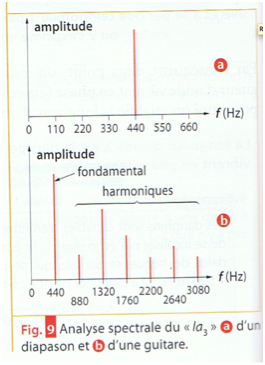 amplitude
a
0 110 220 330 440 550 660 f (Hz)
amplitude
fondamental
harmoniques
b
f (Hz)
0 440 1320 2200 3080
880 1760 2640
Fig. 9 Analyse spectrale du « la₃ » a d'un
diapason et b d'une guitare.